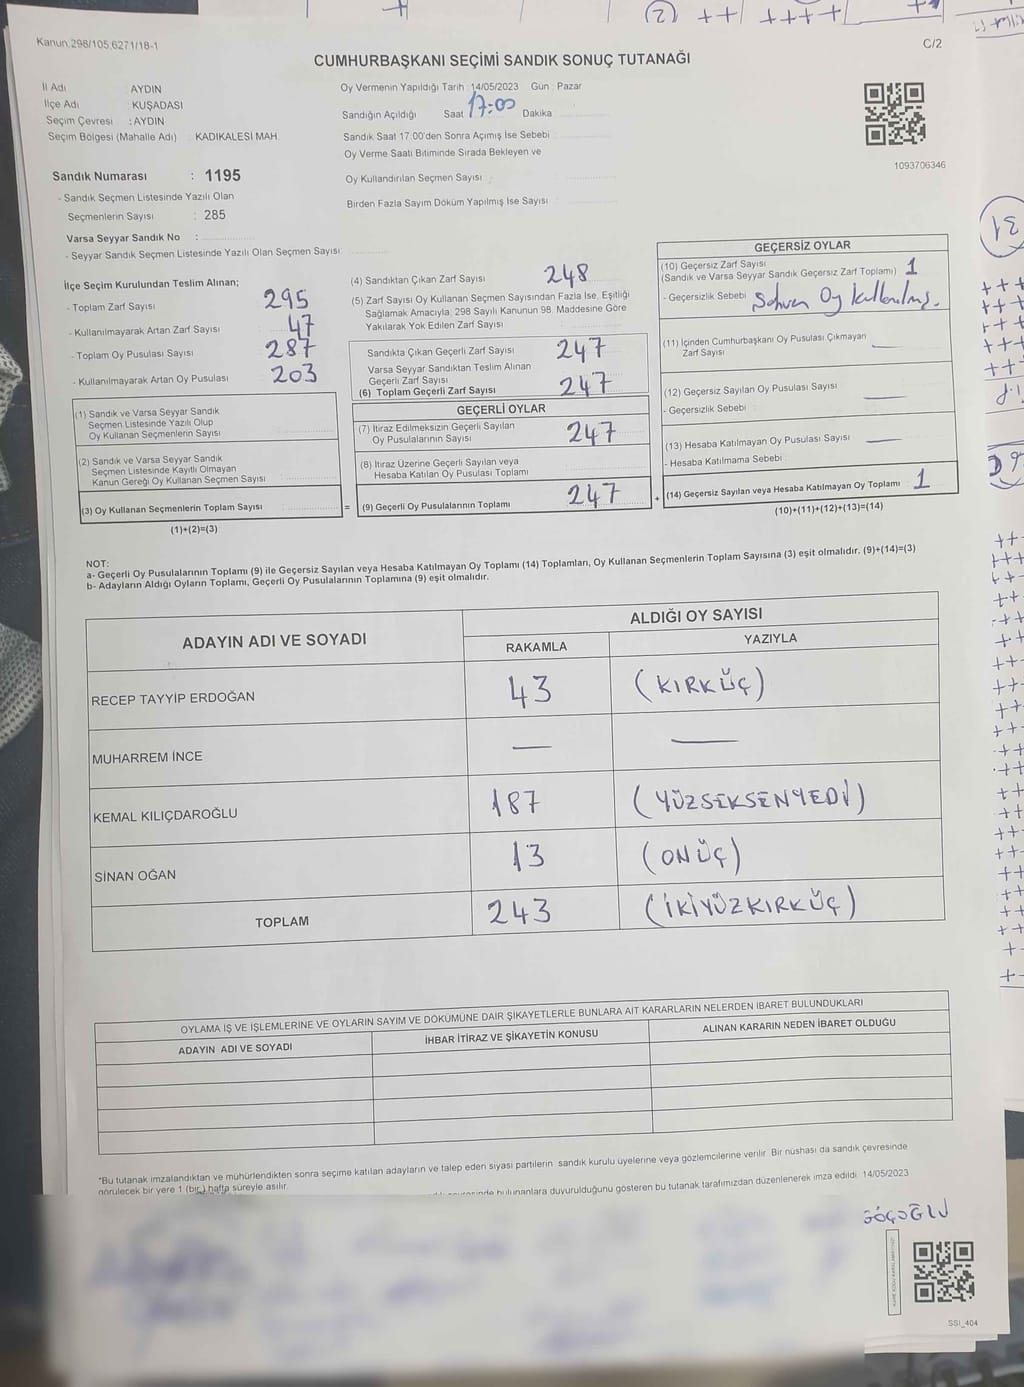 Kanun,298/105,6271/18-1
C/2
CUMHURBAŞKANI SEÇİMİ SANDIK SONUÇ TUTANAĞI
İl Adı : AYDIN
İlçe Adı : KUŞADASI
Seçim Çevresi : AYDIN
Seçim Bölgesi (Mahalle Adı) : KADIKALESİ MAH.
Sandık Numarası : 1195
- Sandık Seçmen Listesinde Yazılı Olan
Seçmenlerin Sayısı : 285
Varsa Seyyar Sandık No :
- Seyyar Sandık Seçmen Listesinde Yazılı Olan Seçmen Sayısı:
Oy Vermenin Yapıldığı Tarih : 14/05/2023 Gün : Pazar
Sandığın Açıldığı Saat 17:00 Dakika
Sandık Saat 17:00'den Sonra Açımış İse Sebebi :
Oy Verme Saati Bitiminde Sırada Bekleyen ve
Oy Kullandırılan Seçmen Sayısı :
Birden Fazla Sayım Döküm Yapılmış İse Sayısı :
1093706346
İlçe Seçim Kurulundan Teslim Alınan;
- Toplam Zarf Sayısı 295
- Kullanılmayarak Artan Zarf Sayısı 47
- Toplam Oy Pusulası Sayısı 287
- Kullanılmayarak Artan Oy Pusulası 203
(1) Sandık ve Varsa Seyyar Sandık
Seçmen Listesinde Yazılı Olup
Oy Kullanan Seçmenlerin Sayısı
(2) Sandık ve Varsa Seyyar Sandık
Seçmen Listesinde Kayıtlı Olmayan
Kanun Gereği Oy Kullanan Seçmen Sayısı
(3) Oy Kullanan Seçmenlerin Toplam Sayısı =
(1)+(2)=(3)
(4) Sandıktan Çıkan Zarf Sayısı 248
(5) Zarf Sayısı Oy Kullanan Seçmen Sayısından Fazla İse, Eşitliği
Sağlamak Amacıyla, 298 Sayılı Kanunun 98. Maddesine Göre
Yakılarak Yok Edilen Zarf Sayısı
Sandıkta Çıkan Geçerli Zarf Sayısı 247
Varsa Seyyar Sandıktan Teslim Alınan
Geçerli Zarf Sayısı
(6) Toplam Geçerli Zarf Sayısı 247
GEÇERLİ OYLAR
(7) İtiraz Edilmeksizin Geçerli Sayılan
Oy Pusulalarının Sayısı 247
(8) İtiraz Üzerine Geçerli Sayılan veya
Hesaba Katılan Oy Pusulası Toplamı
(9) Geçerli Oy Pusulalarının Toplamı 247 +
GEÇERSİZ OYLAR
(10) Geçersiz Zarf Sayısı
(Sandık ve Varsa Seyyar Sandık Geçersiz Zarf Toplamı) 1
- Geçersizlik Sebebi : Sehven Oy kullanılmış.
(11) İçinden Cumhurbaşkanı Oy Pusulası Çıkmayan
Zarf Sayısı —
(12) Geçersiz Sayılan Oy Pusulası Sayısı —
- Geçersizlik Sebebi :
(13) Hesaba Katılmayan Oy Pusulası Sayısı —
- Hesaba Katılmama Sebebi :
(14) Geçersiz Sayılan veya Hesaba Katılmayan Oy Toplamı 1
(10)+(11)+(12)+(13)=(14)
NOT:
a- Geçerli Oy Pusulalarının Toplamı (9) ile Geçersiz Sayılan veya Hesaba Katılmayan Oy Toplamı (14) Toplamları, Oy Kullanan Seçmenlerin Toplam Sayısına (3) eşit olmalıdır. (9)+(14)=(3)
b- Adayların Aldığı Oyların Toplamı, Geçerli Oy Pusulalarının Toplamına (9) eşit olmalıdır.
ADAYIN ADI VE SOYADI
ALDIĞI OY SAYISI
RAKAMLA YAZIYLA
RECEP TAYYİP ERDOĞAN 43 (KIRKÜÇ)
MUHARREM İNCE — —
KEMAL KILIÇDAROĞLU 187 (YÜZSEKSENYEDİ)
SİNAN OĞAN 13 (ONÜÇ)
TOPLAM 243 (İKİYÜZKIRKÜÇ)
OYLAMA İŞ VE İŞLEMLERİNE VE OYLARIN SAYIM VE DÖKÜMÜNE DAİR ŞİKAYETLERLE BUNLARA AİT KARARLARIN NELERDEN İBARET BULUNDUKLARI
ADAYIN ADI VE SOYADI İHBAR İTİRAZ VE ŞİKAYETİN KONUSU ALINAN KARARIN NEDEN İBARET OLDUĞU
*Bu tutanak imzalandıktan ve mühürlendikten sonra seçime katılan adayların ve talep eden siyasi partilerin sandık kurulu üyelerine veya gözlemcilerine verilir. Bir nüshası da sandık çevresinde
görülecek bir yere 1 (bir) hafta süreyle asılır.
bulunanlara duyurulduğunu gösteren bu tutanak tarafımızdan düzenlenerek imza edildi. 14/05/2023
SSI_404